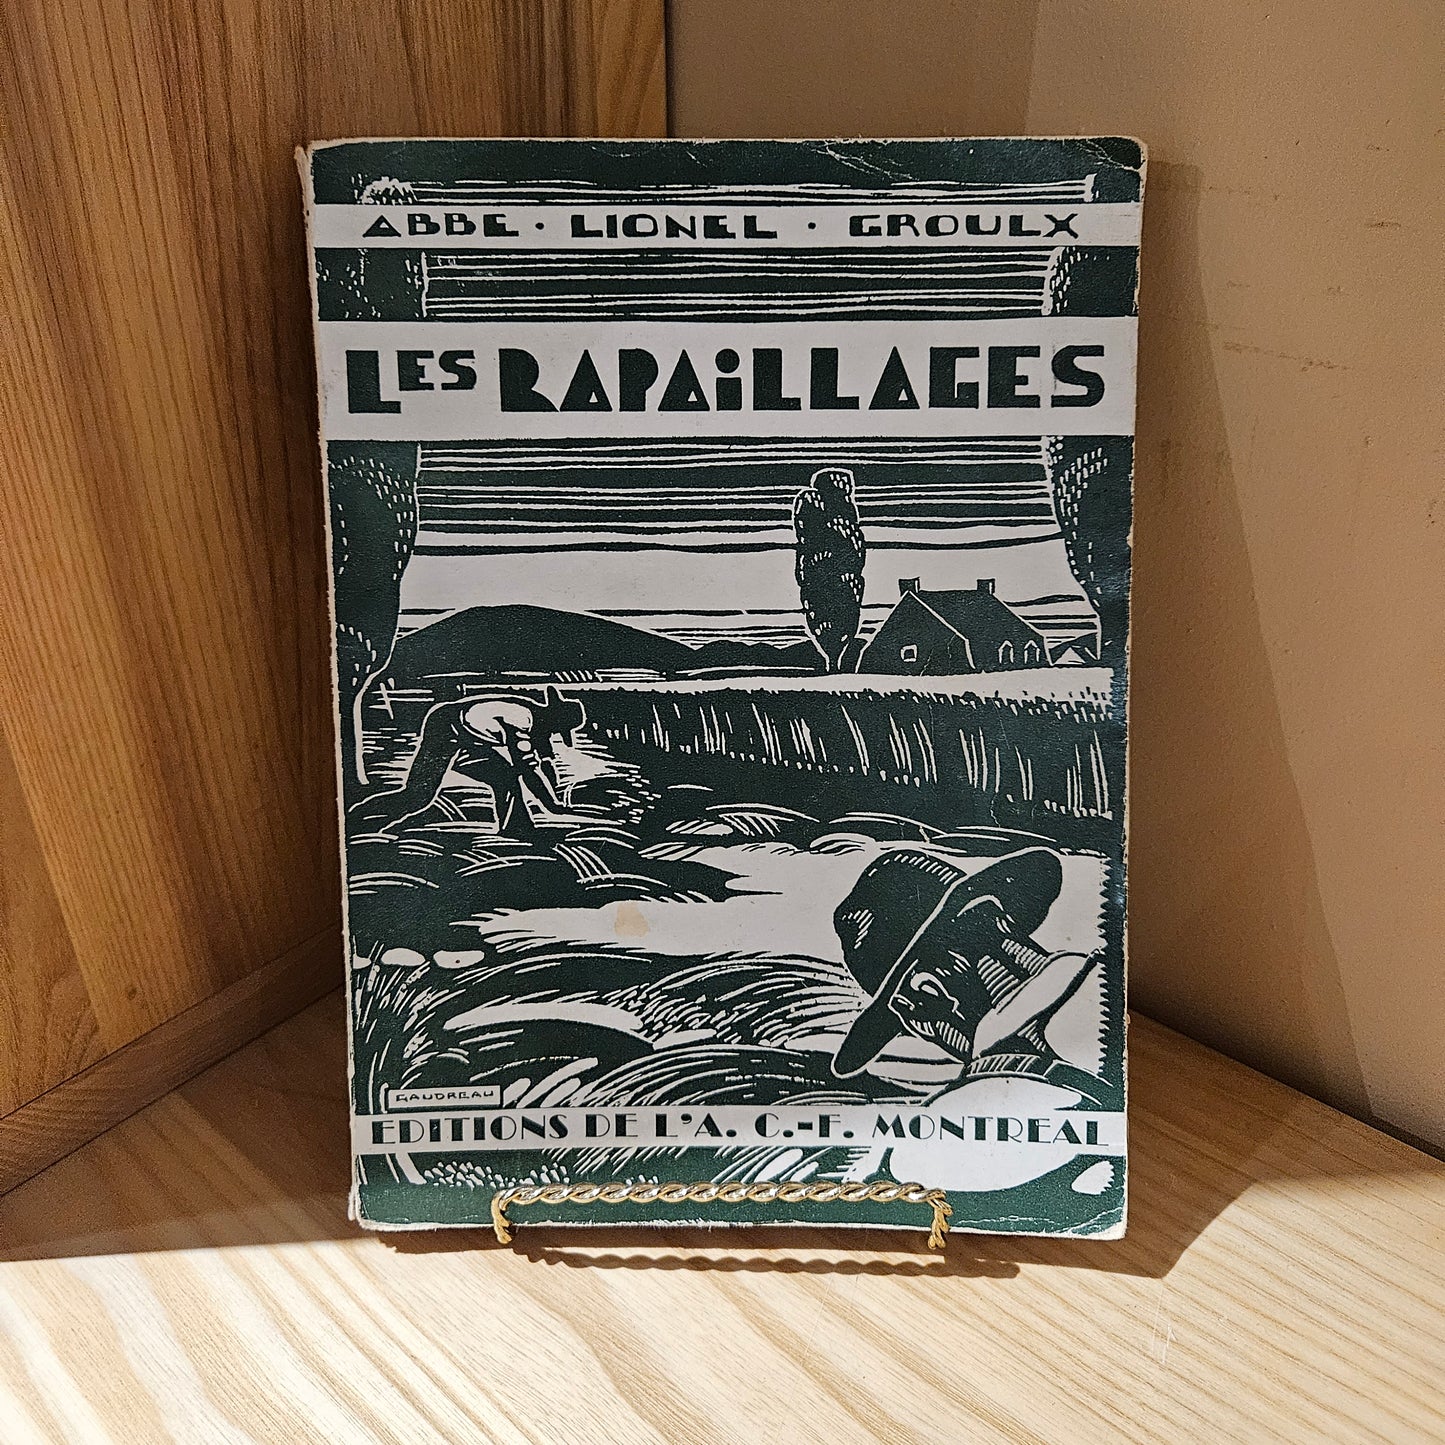 ABBE · LIONEL · GROULX
LES RAPAiLLAGES
GAUDREAU
EDITIONS DE L'A. C.-F. MONTREAL